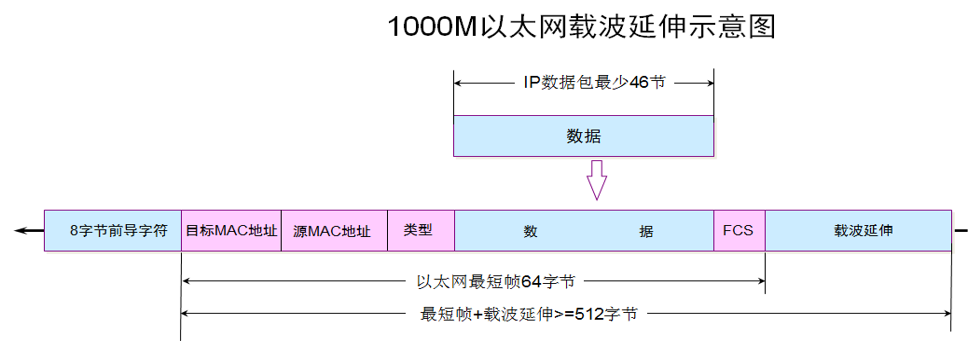 1000M以太网载波延伸示意图
IP数据包最少46节
数据
8字节前导字符 目标MAC地址 源MAC地址 类型 数 据 FCS 载波延伸
以太网最短帧64字节
最短帧+载波延伸>=512字节